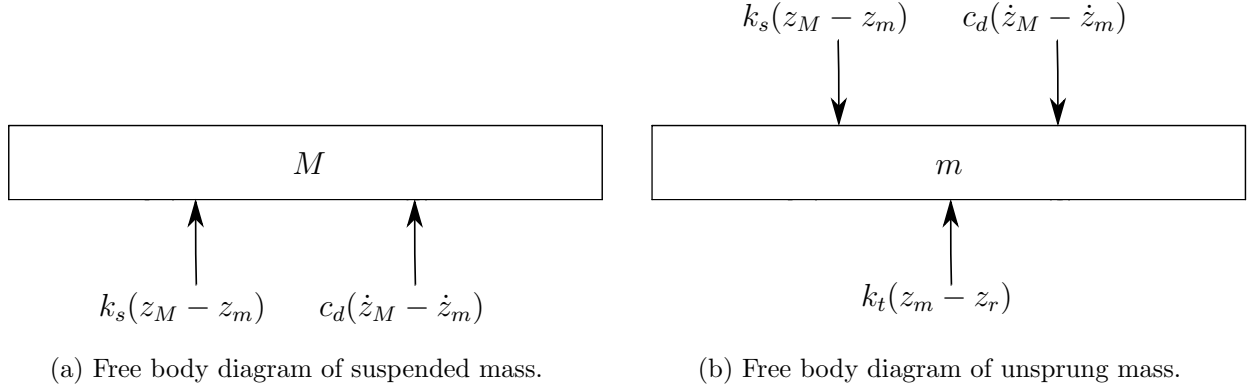 k_s(z_M − z_m) c_d(ż_M − ż_m)
M
m
k_s(z_M − z_m) c_d(ż_M − ż_m)
k_t(z_m − z_r)
(a) Free body diagram of suspended mass.
(b) Free body diagram of unsprung mass.